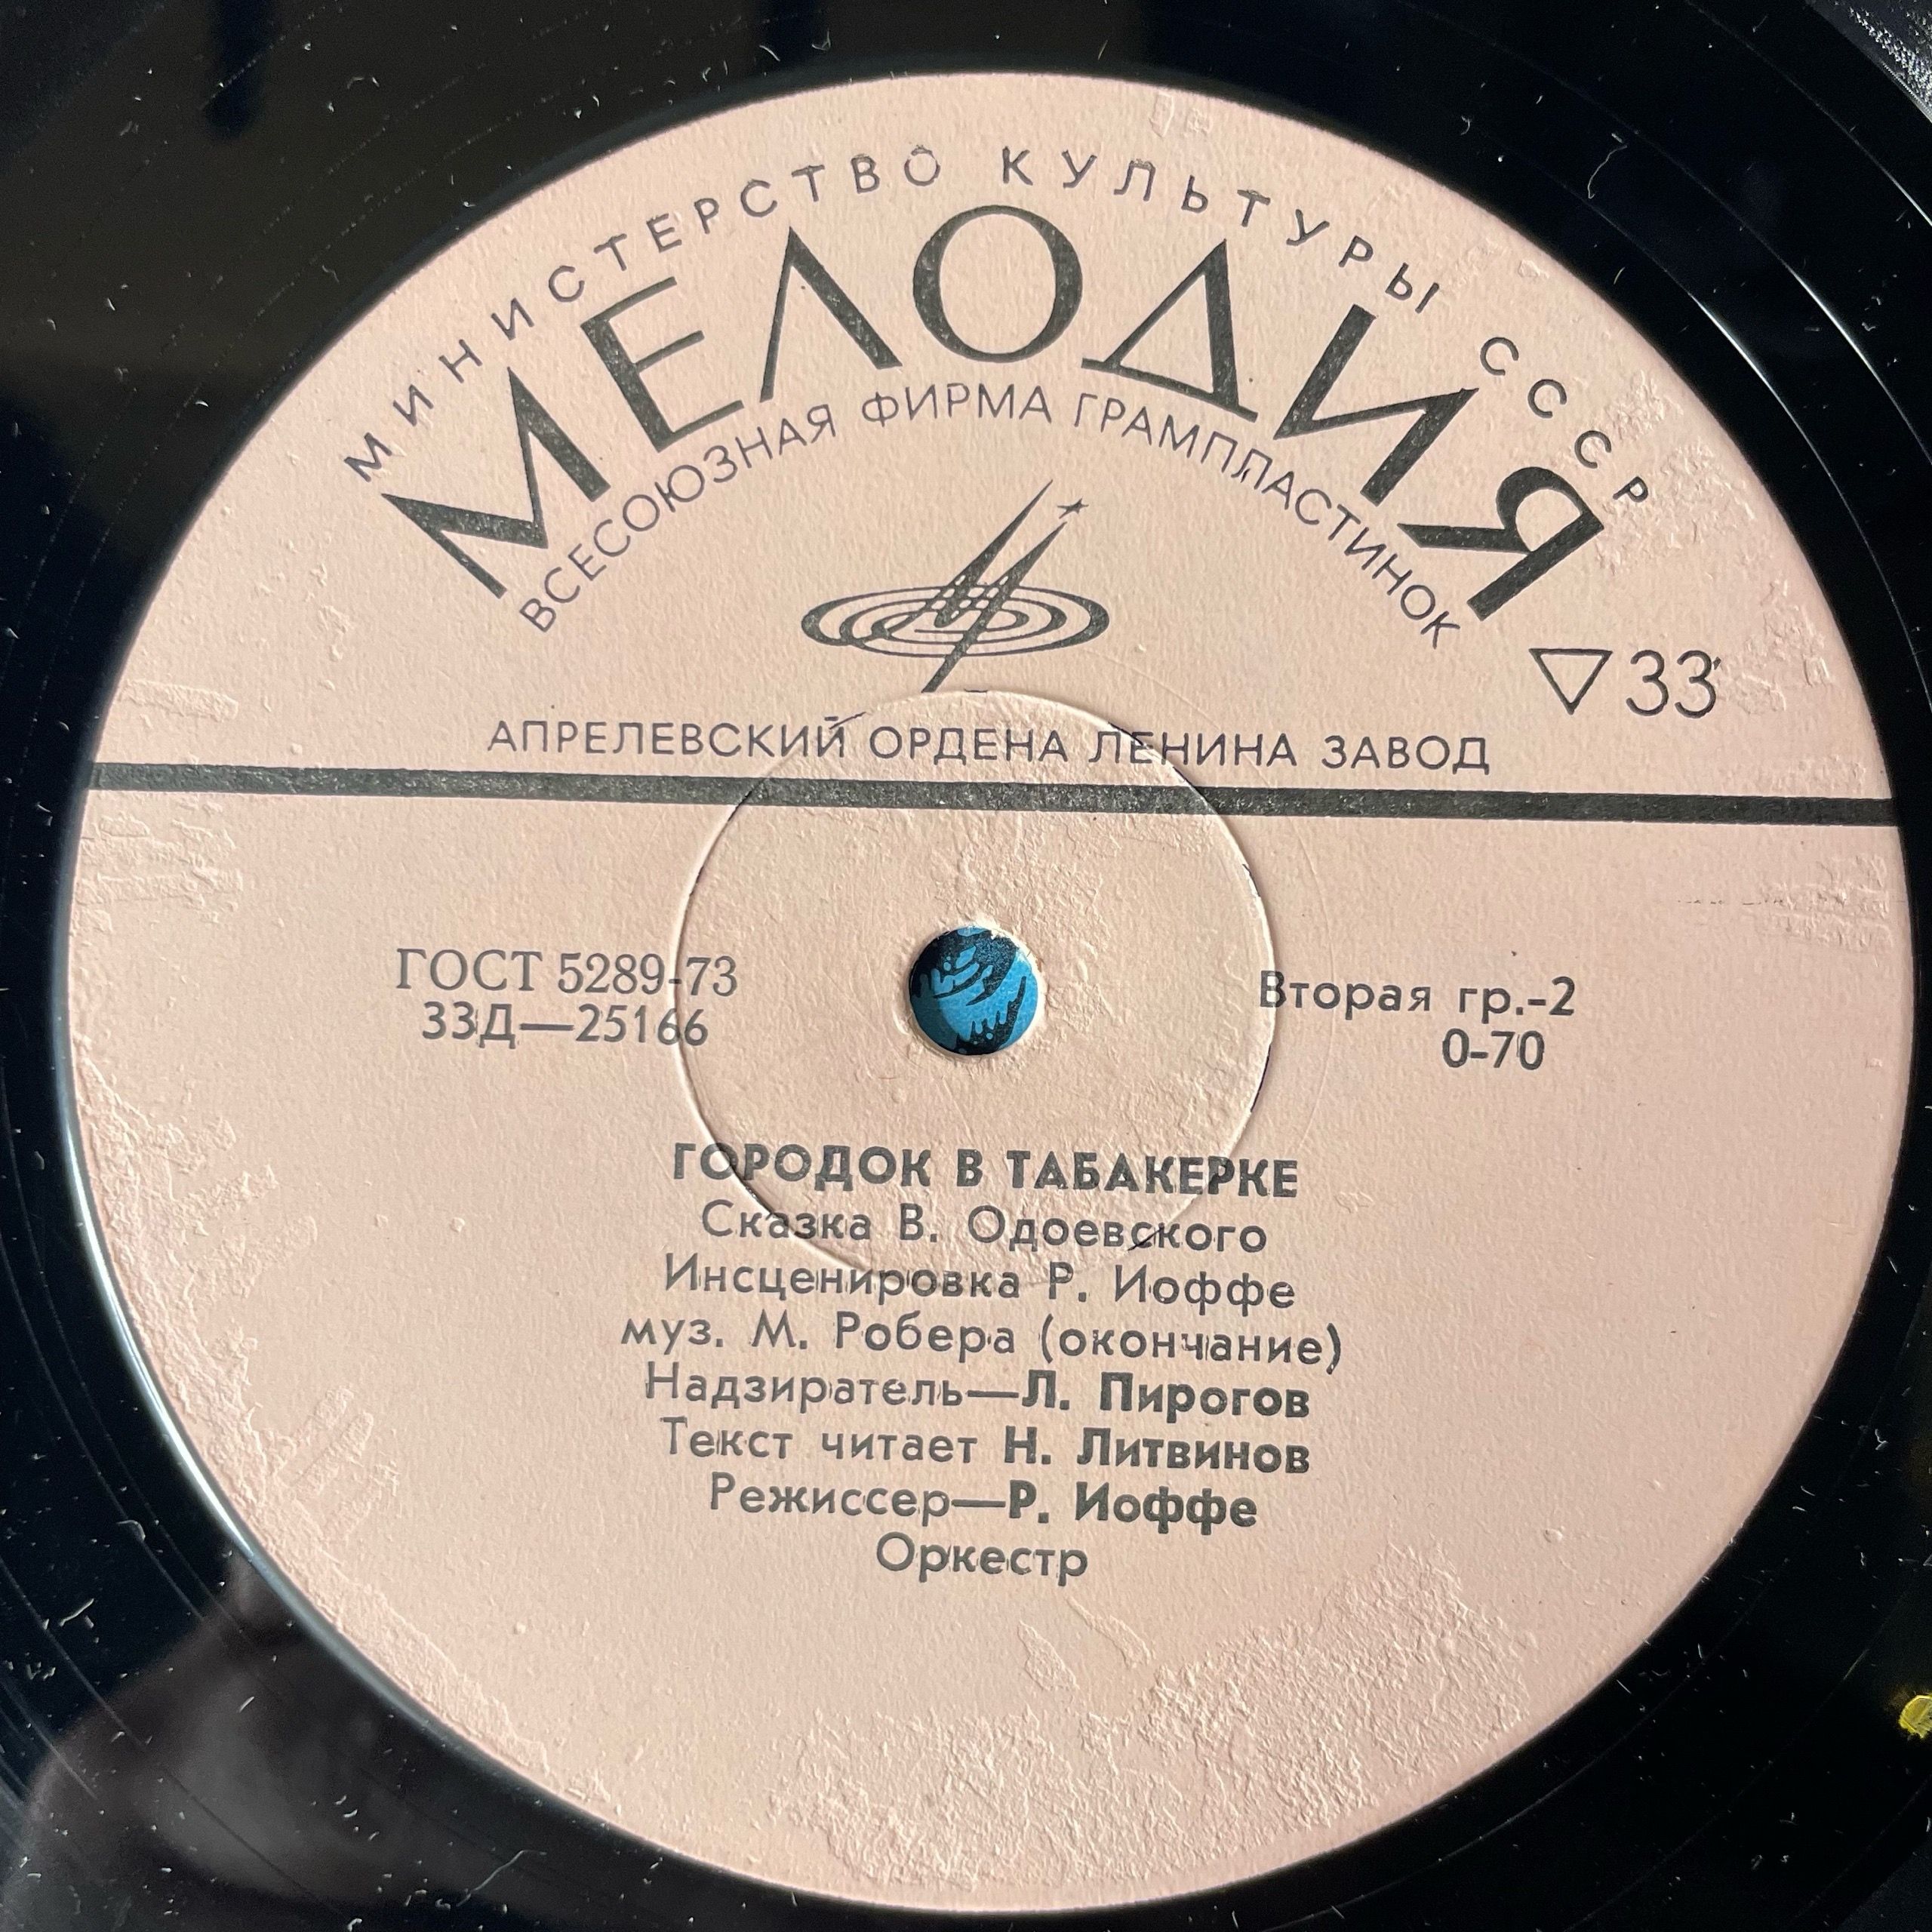 МИНИСТЕРСТВО КУЛЬТУРЫ СССР
МЕЛОДИЯ
ВСЕСОЮЗНАЯ ФИРМА ГРАМПЛАСТИНОК
33
АПРЕЛЕВСКИЙ ОРДЕНА ЛЕНИНА ЗАВОД
ГОСТ 5289-73
33Д—25166
Вторая гр.-2
0-70
ГОРОДОК В ТАБАКЕРКЕ
Сказка В. Одоевского
Инсценировка Р. Иоффе
муз. М. Робера (окончание)
Надзиратель—Л. Пирогов
Текст читает Н. Литвинов
Режиссер—Р. Иоффе
Оркестр